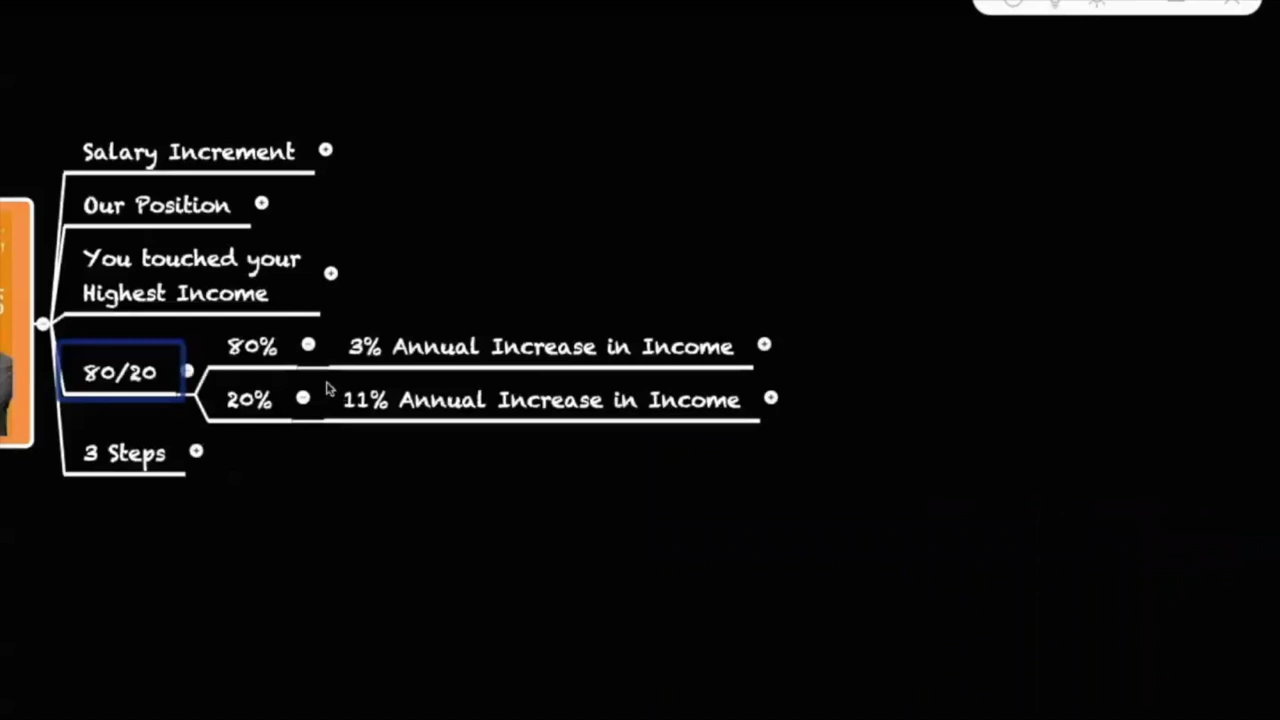 Salary Increment
Our Position
You touched your
Highest Income
80/20
80%
3% Annual Increase in Income
20%
11% Annual Increase in Income
3 Steps